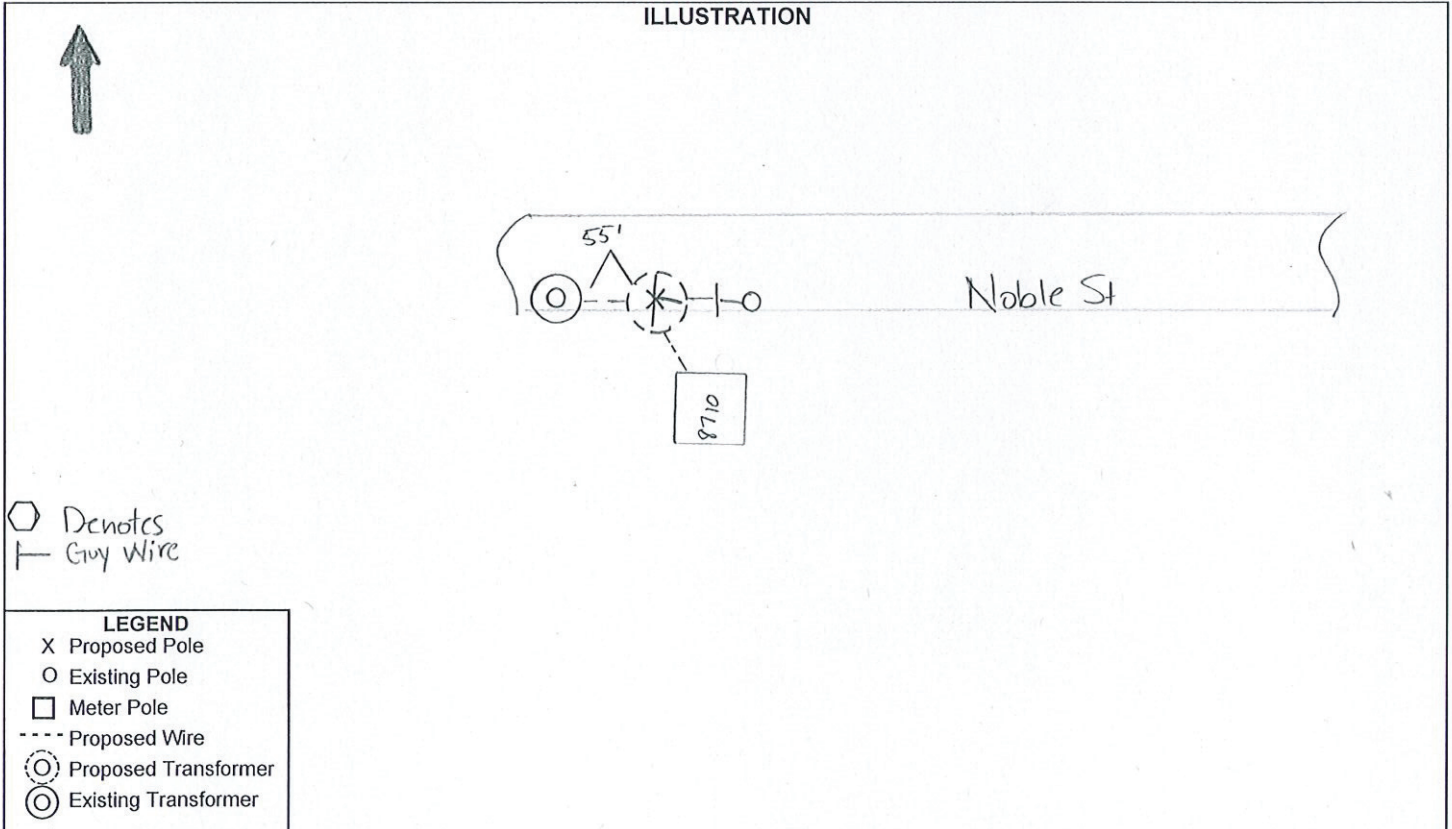 ILLUSTRATION
55'
Noble St
8710
Denotes
Guy Wire
LEGEND
X Proposed Pole
O Existing Pole
Meter Pole
---- Proposed Wire
Proposed Transformer
Existing Transformer